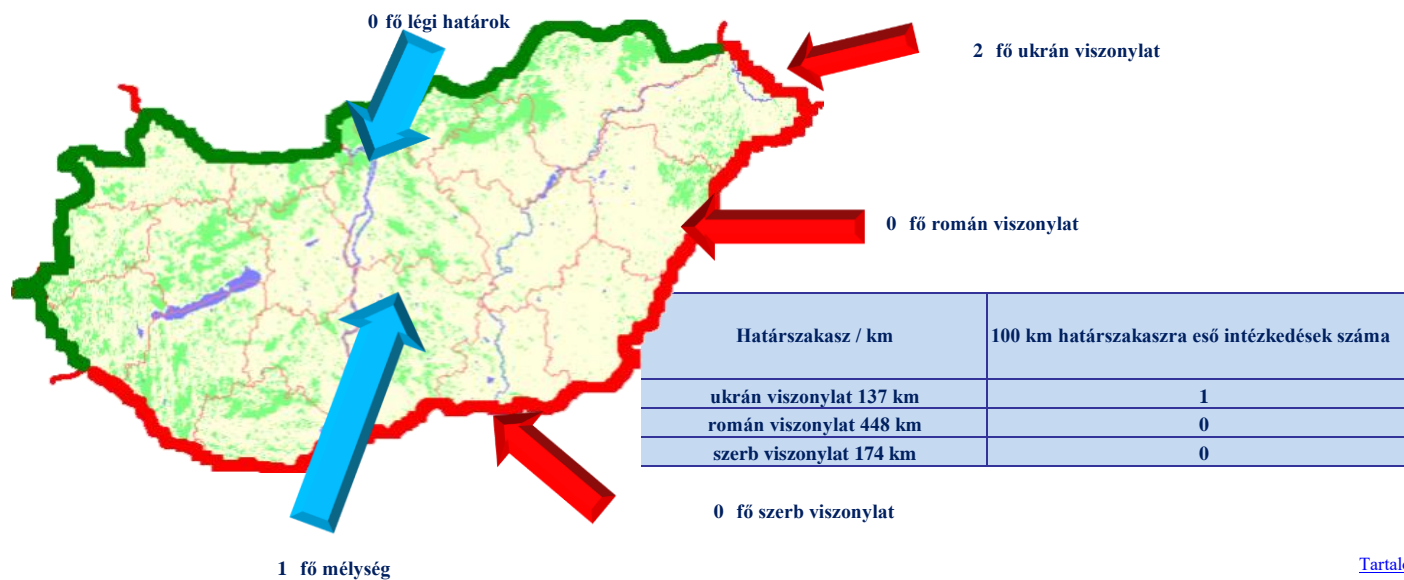 0 fő légi határok
2 fő ukrán viszonylat
0 fő román viszonylat
Határszakasz / km 100 km határszakaszra eső intézkedések száma
ukrán viszonylat 137 km 1
román viszonylat 448 km 0
szerb viszonylat 174 km 0
0 fő szerb viszonylat
1 fő mélység